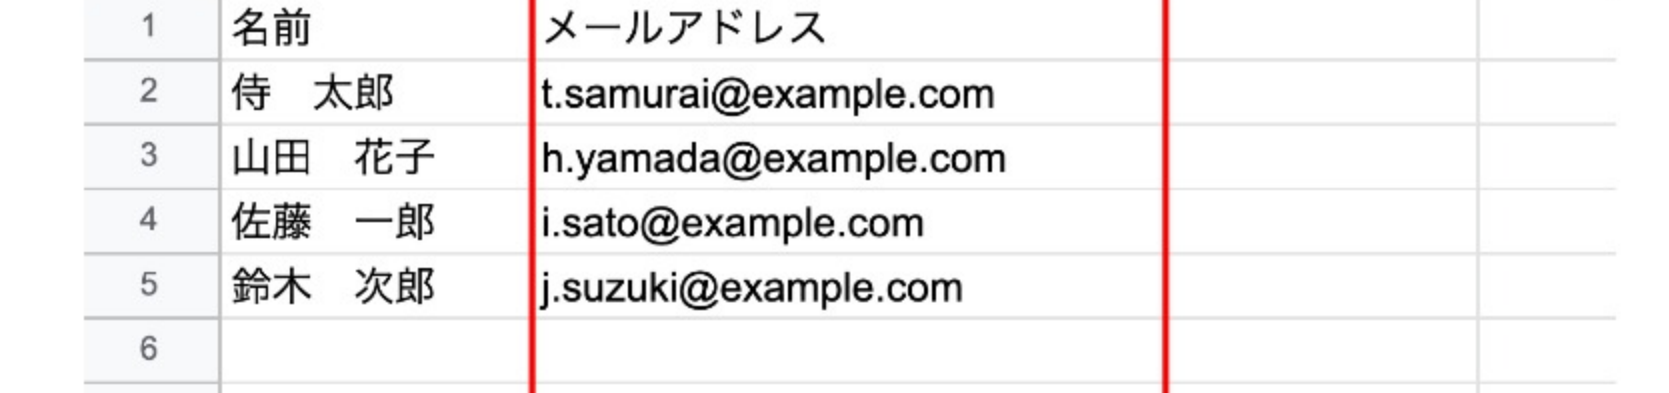 1 名前 メールアドレス
2 侍　太郎 t.samurai@example.com
3 山田　花子 h.yamada@example.com
4 佐藤　一郎 i.sato@example.com
5 鈴木　次郎 j.suzuki@example.com
6